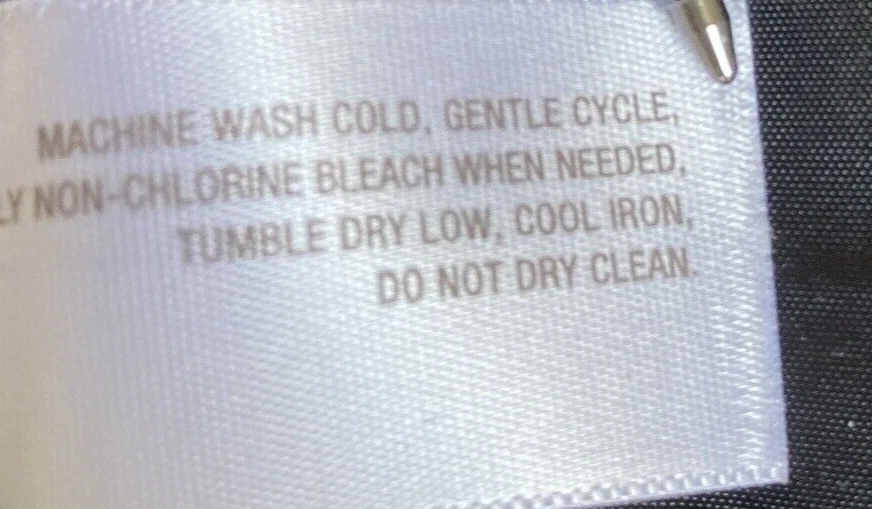 MACHINE WASH COLD, GENTLE CYCLE,
LY NON-CHLORINE BLEACH WHEN NEEDED,
TUMBLE DRY LOW, COOL IRON,
DO NOT DRY CLEAN.